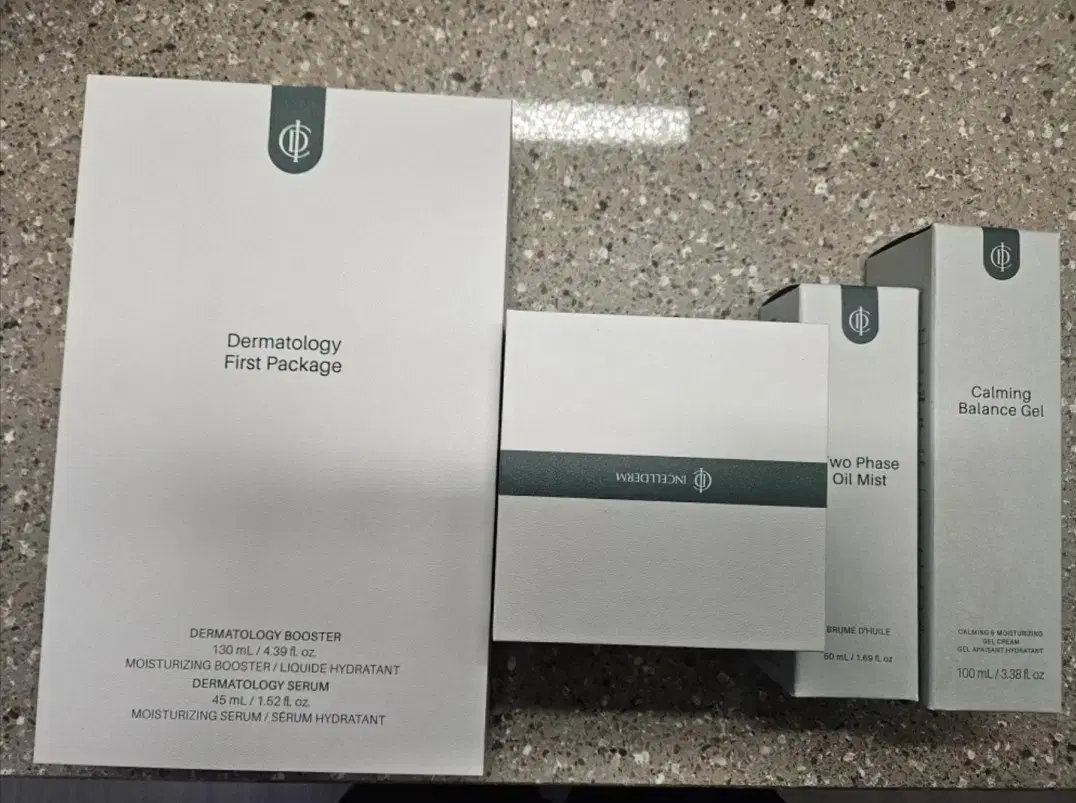 Dermatology
First Package
DERMATOLOGY BOOSTER
130 mL / 4.39 fl. oz.
MOISTURIZING BOOSTER / LIQUIDE HYDRATANT
DERMATOLOGY SERUM
45 mL / 1.52 fl. oz.
MOISTURIZING SERUM / SÉRUM HYDRATANT
INCELLDERM
wo Phase
Oil Mist
BRUME D'HUILE
50 mL / 1.69 fl. oz
Calming
Balance Gel
CALMING & MOISTURIZING
GEL CREAM
GEL APAISANT, HYDRATANT
100 mL / 3.38 fl. oz